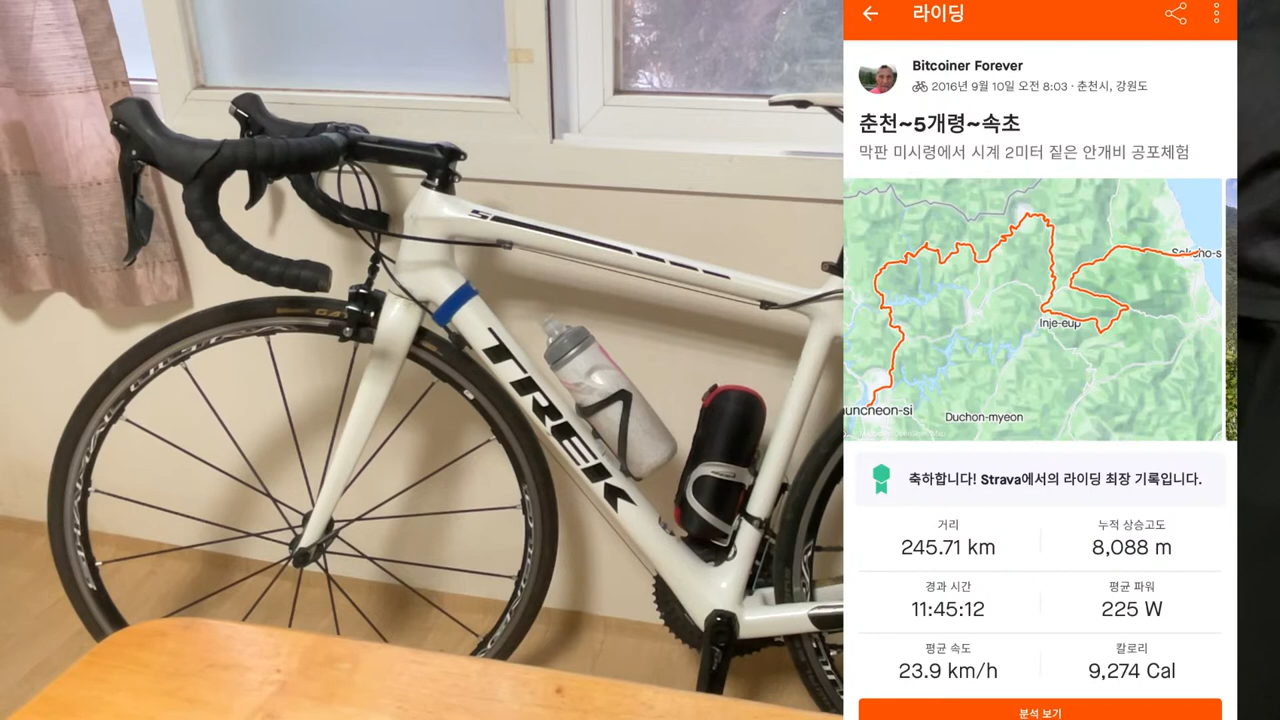 라이딩
Bitcoiner Forever
2016년 9월 10일 오전 8:03 · 춘천시, 강원도
춘천~5개령~속초
막판 미시령에서 시계 2미터 짙은 안개비 공포체험
Inje-eup
uncheon-si
Duchon-myeon
축하합니다! Strava에서의 라이딩 최장 기록입니다.
거리
누적 상승고도
245.71 km
8,088 m
경과 시간
평균 파워
11:45:12
225 W
평균 속도
칼로리
23.9 km/h
9,274 Cal
분석 보기
TREK